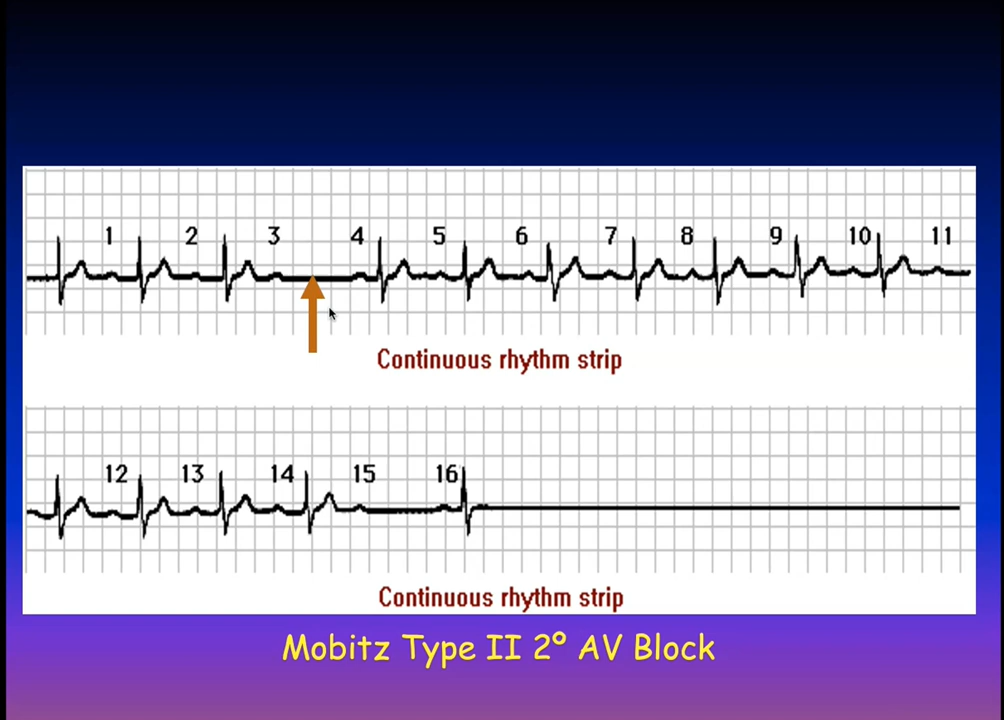 1 2 3 4 5 6 7 8 9 10 11
Continuous rhythm strip
12 13 14 15 16
Continuous rhythm strip
Mobitz Type II 2º AV Block